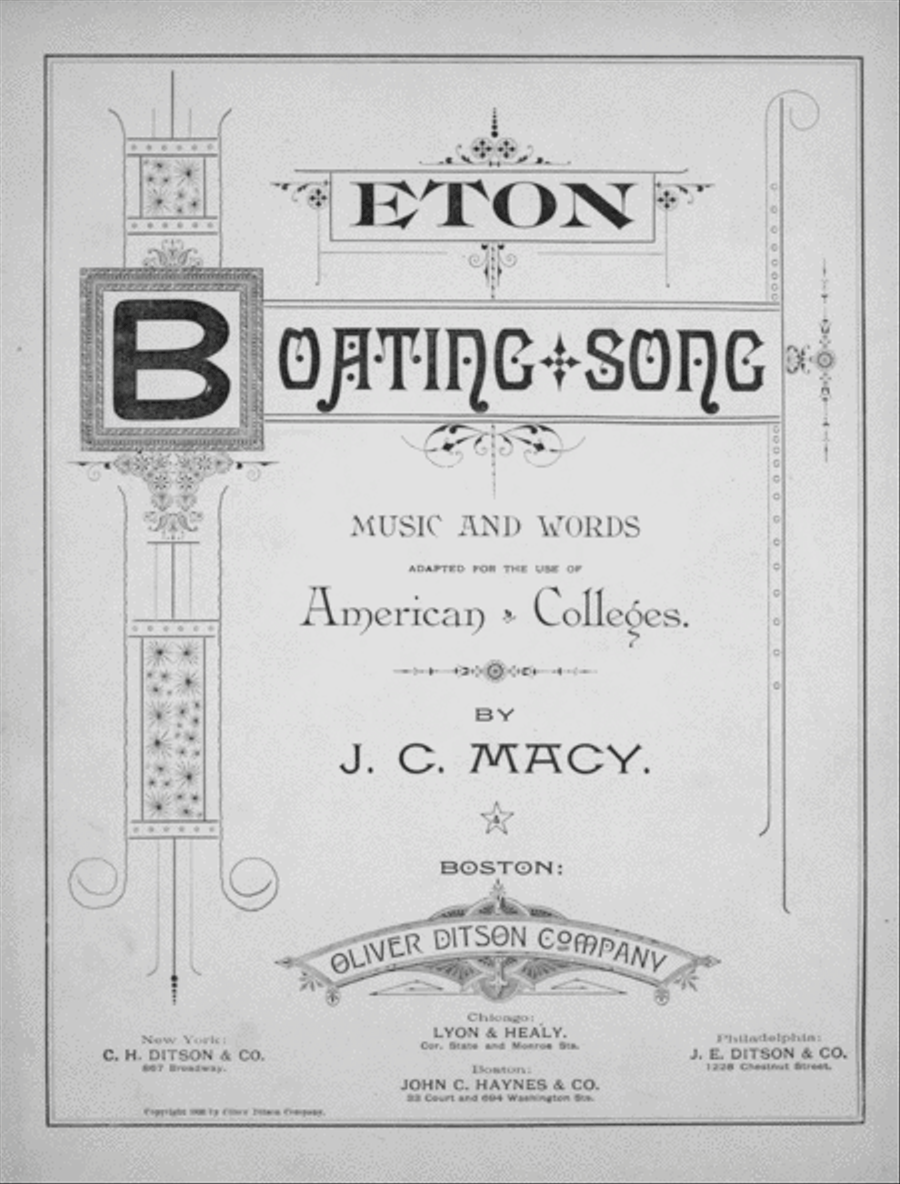 ETON
BOATING SONG
MUSIC AND WORDS
ADAPTED FOR THE USE OF
American Colleges.
BY
J. C. MACY.
4
BOSTON:
OLIVER DITSON COMPANY
Chicago:
LYON & HEALY.
Cor. State and Monroe Sts.
New York:
C. H. DITSON & CO.
867 Broadway.
Philadelphia:
J. E. DITSON & CO.
1228 Chestnut Street.
Boston:
JOHN C. HAYNES & CO.
33 Court and 694 Washington Sts.
Copyright by Oliver Ditson Company.